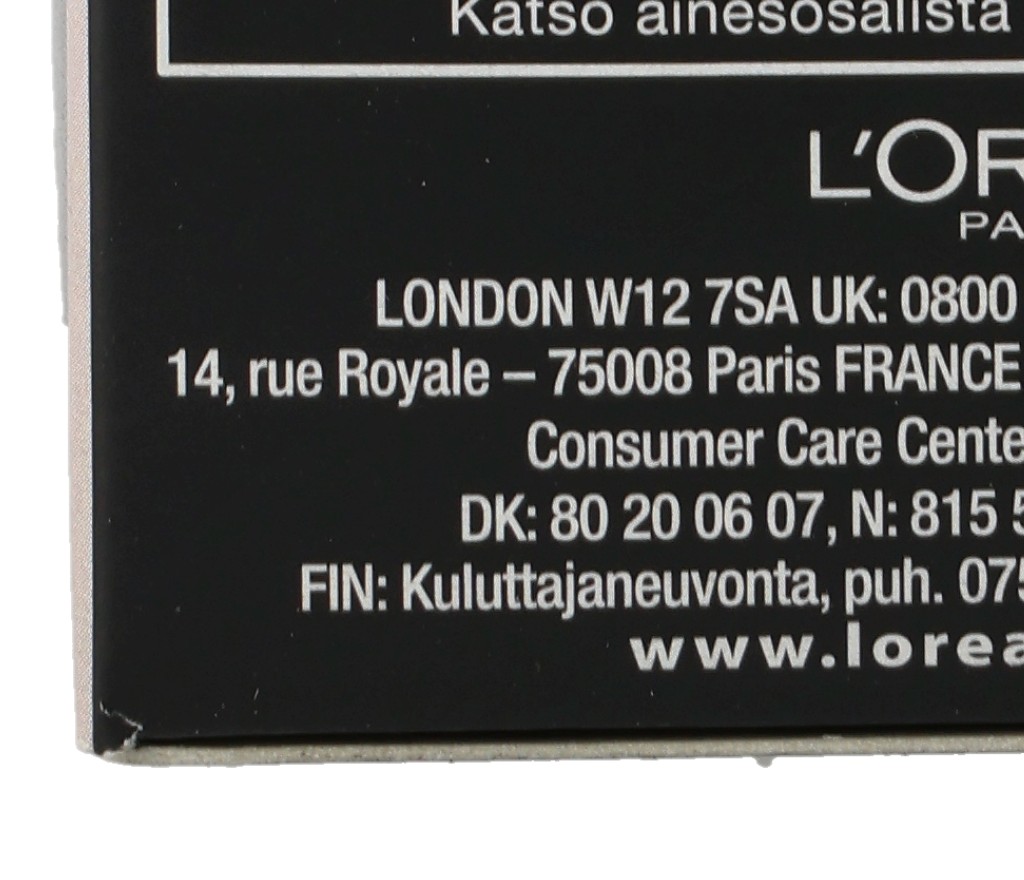 Katso ainesosalista
L'OR
PA
LONDON W12 7SA UK: 0800
14, rue Royale – 75008 Paris FRANCE
Consumer Care Cente
DK: 80 20 06 07, N: 815 5
FIN: Kuluttajaneuvonta, puh. 075
www.lorea